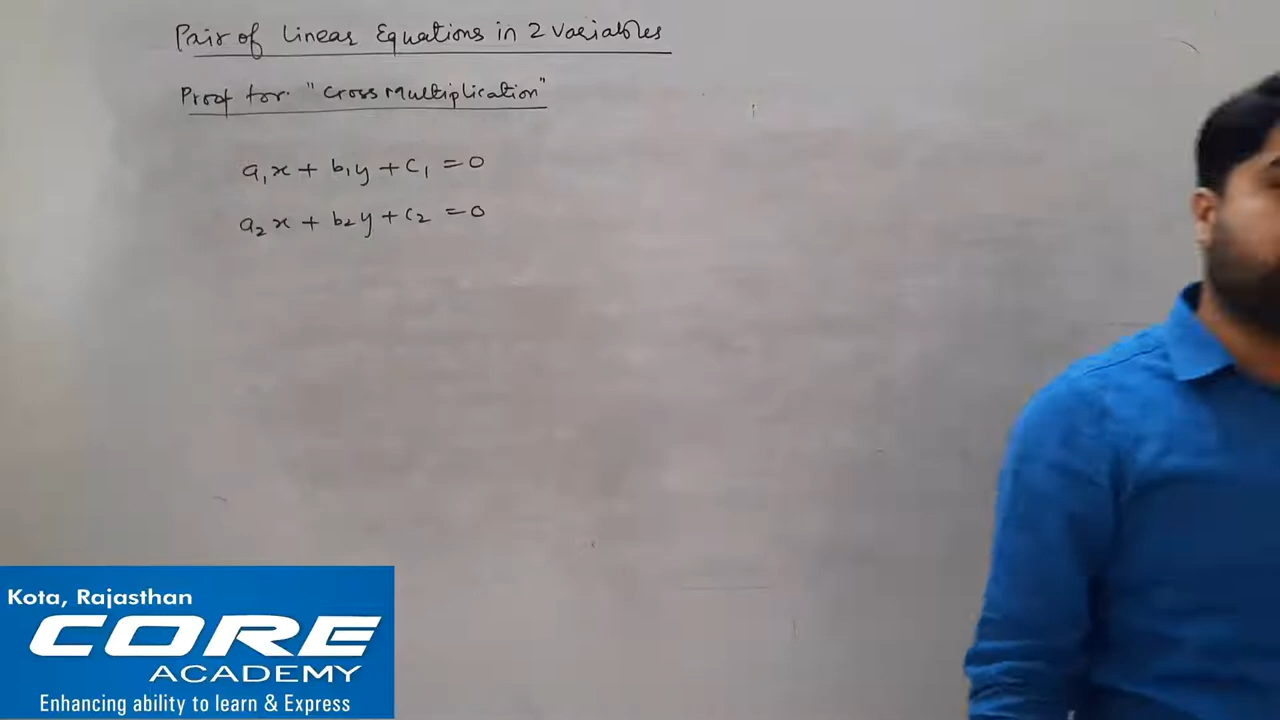 Pair of Linear Equations in 2 variables
Proof for "Cross Multiplication"
a₁x + b₁y + c₁ = 0
a₂x + b₂y + c₂ = 0
Kota, Rajasthan
CORE
ACADEMY
Enhancing ability to learn & Express